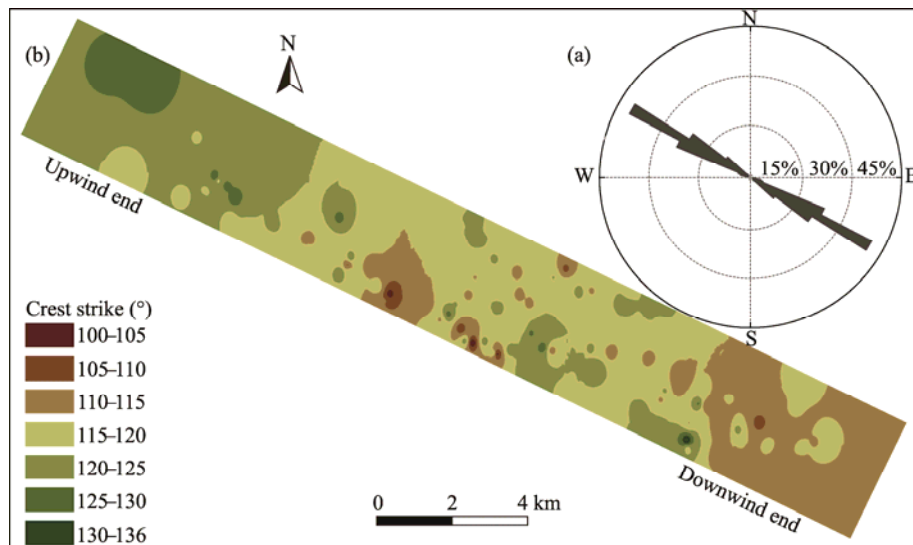 (b)
N
(a)
N
W
15%
30%
45%
E
S
Upwind end
Downwind end
Crest strike (°)
100–105
105–110
110–115
115–120
120–125
125–130
130–136
0 2 4 km